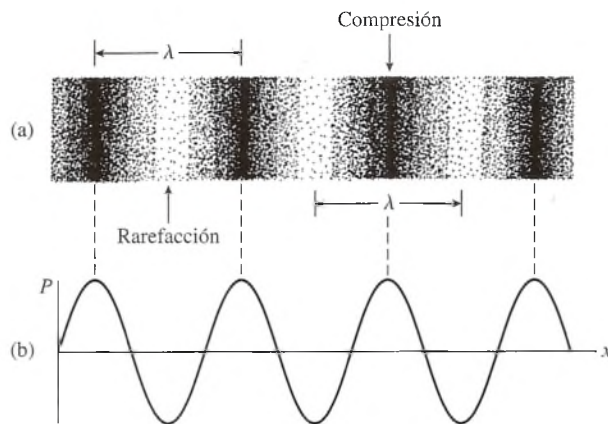 Compresión
λ
(a)
λ
Rarefacción
P
(b)
x